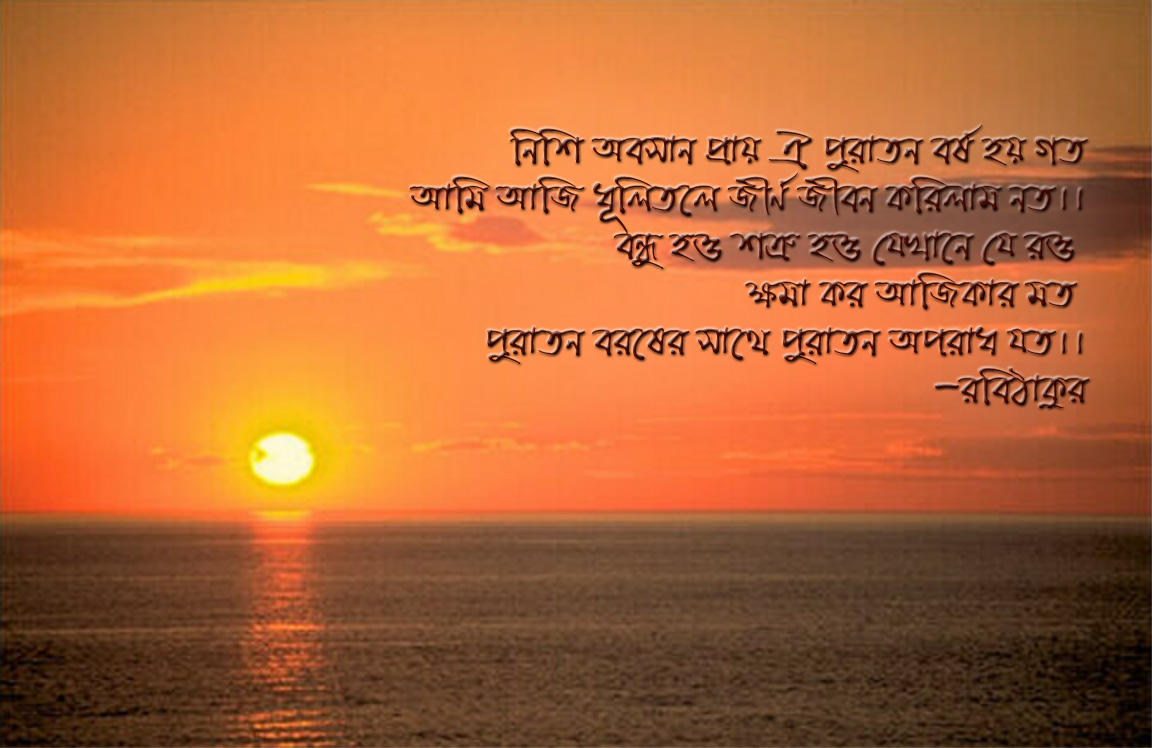 নিশি অবসান প্রায় ঐ পুরাতন বর্ষ হয় গত
আমি আজি ধূলিতলে জীর্ণ জীবন করিলাম নত।।
বন্ধু হও শত্রু হও যেখানে যে রও
ক্ষমা কর আজিকার মত
পুরাতন বরষের সাথে পুরাতন অপরাধ যত।।
–রবিঠাকুর